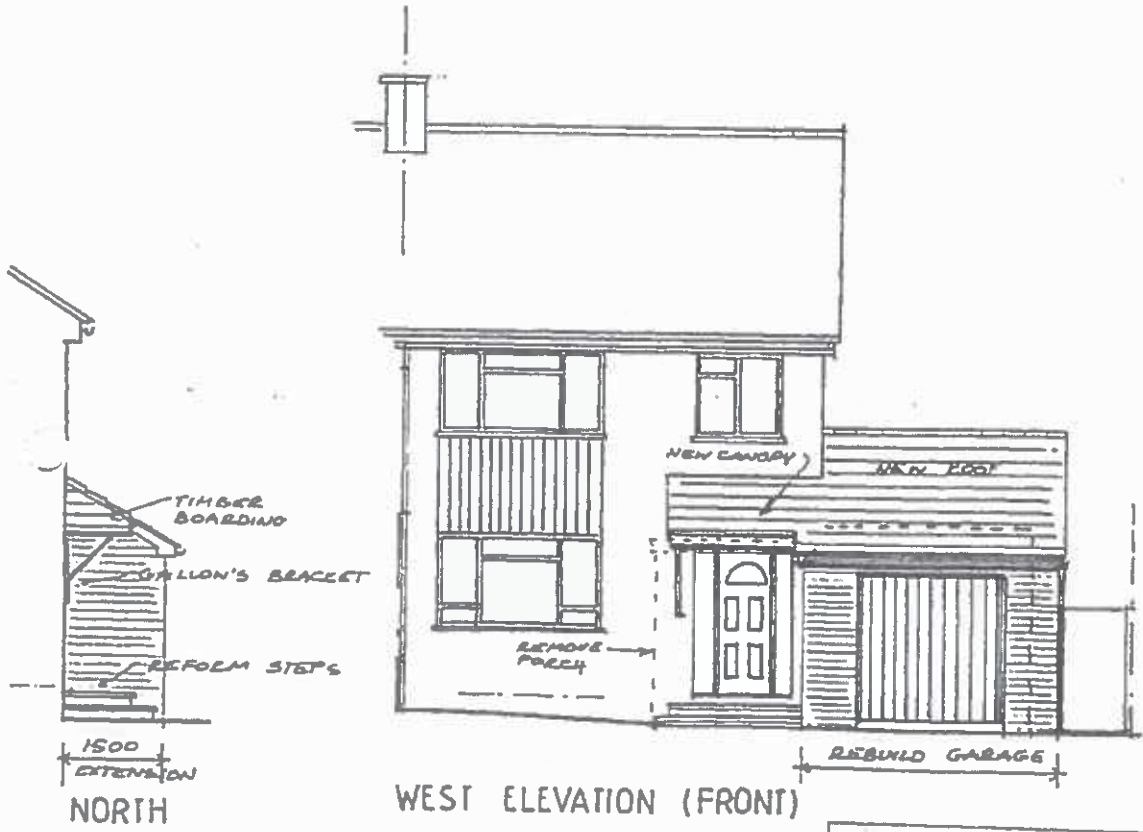 NEW CANOPY
NEW ROOF
TIMBER
BOARDING
GALLON'S BRACKET
REMOVE
PORCH
REFORM STEPS
1500
EXTENSION
REBUILD GARAGE
NORTH
WEST ELEVATION (FRONT)